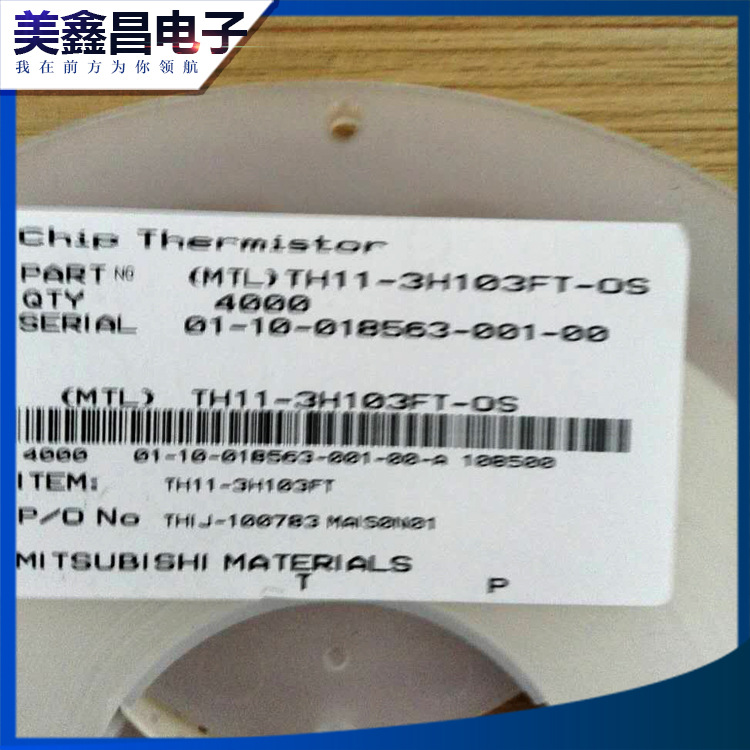 美鑫昌电子
我在前方为你领航
Chip Thermistor
PART NO (MTL)TH11-3H103FT-OS
QTY 4000
SERIAL 01-10-018563-001-00
(MTL) TH11-3H103FT-OS
4000 01-10-018563-001-00-A 108500
ITEM: TH11-3H103FT
P/O No THIJ-100783 MAISON01
MITSUBISHI MATERIALS
T P